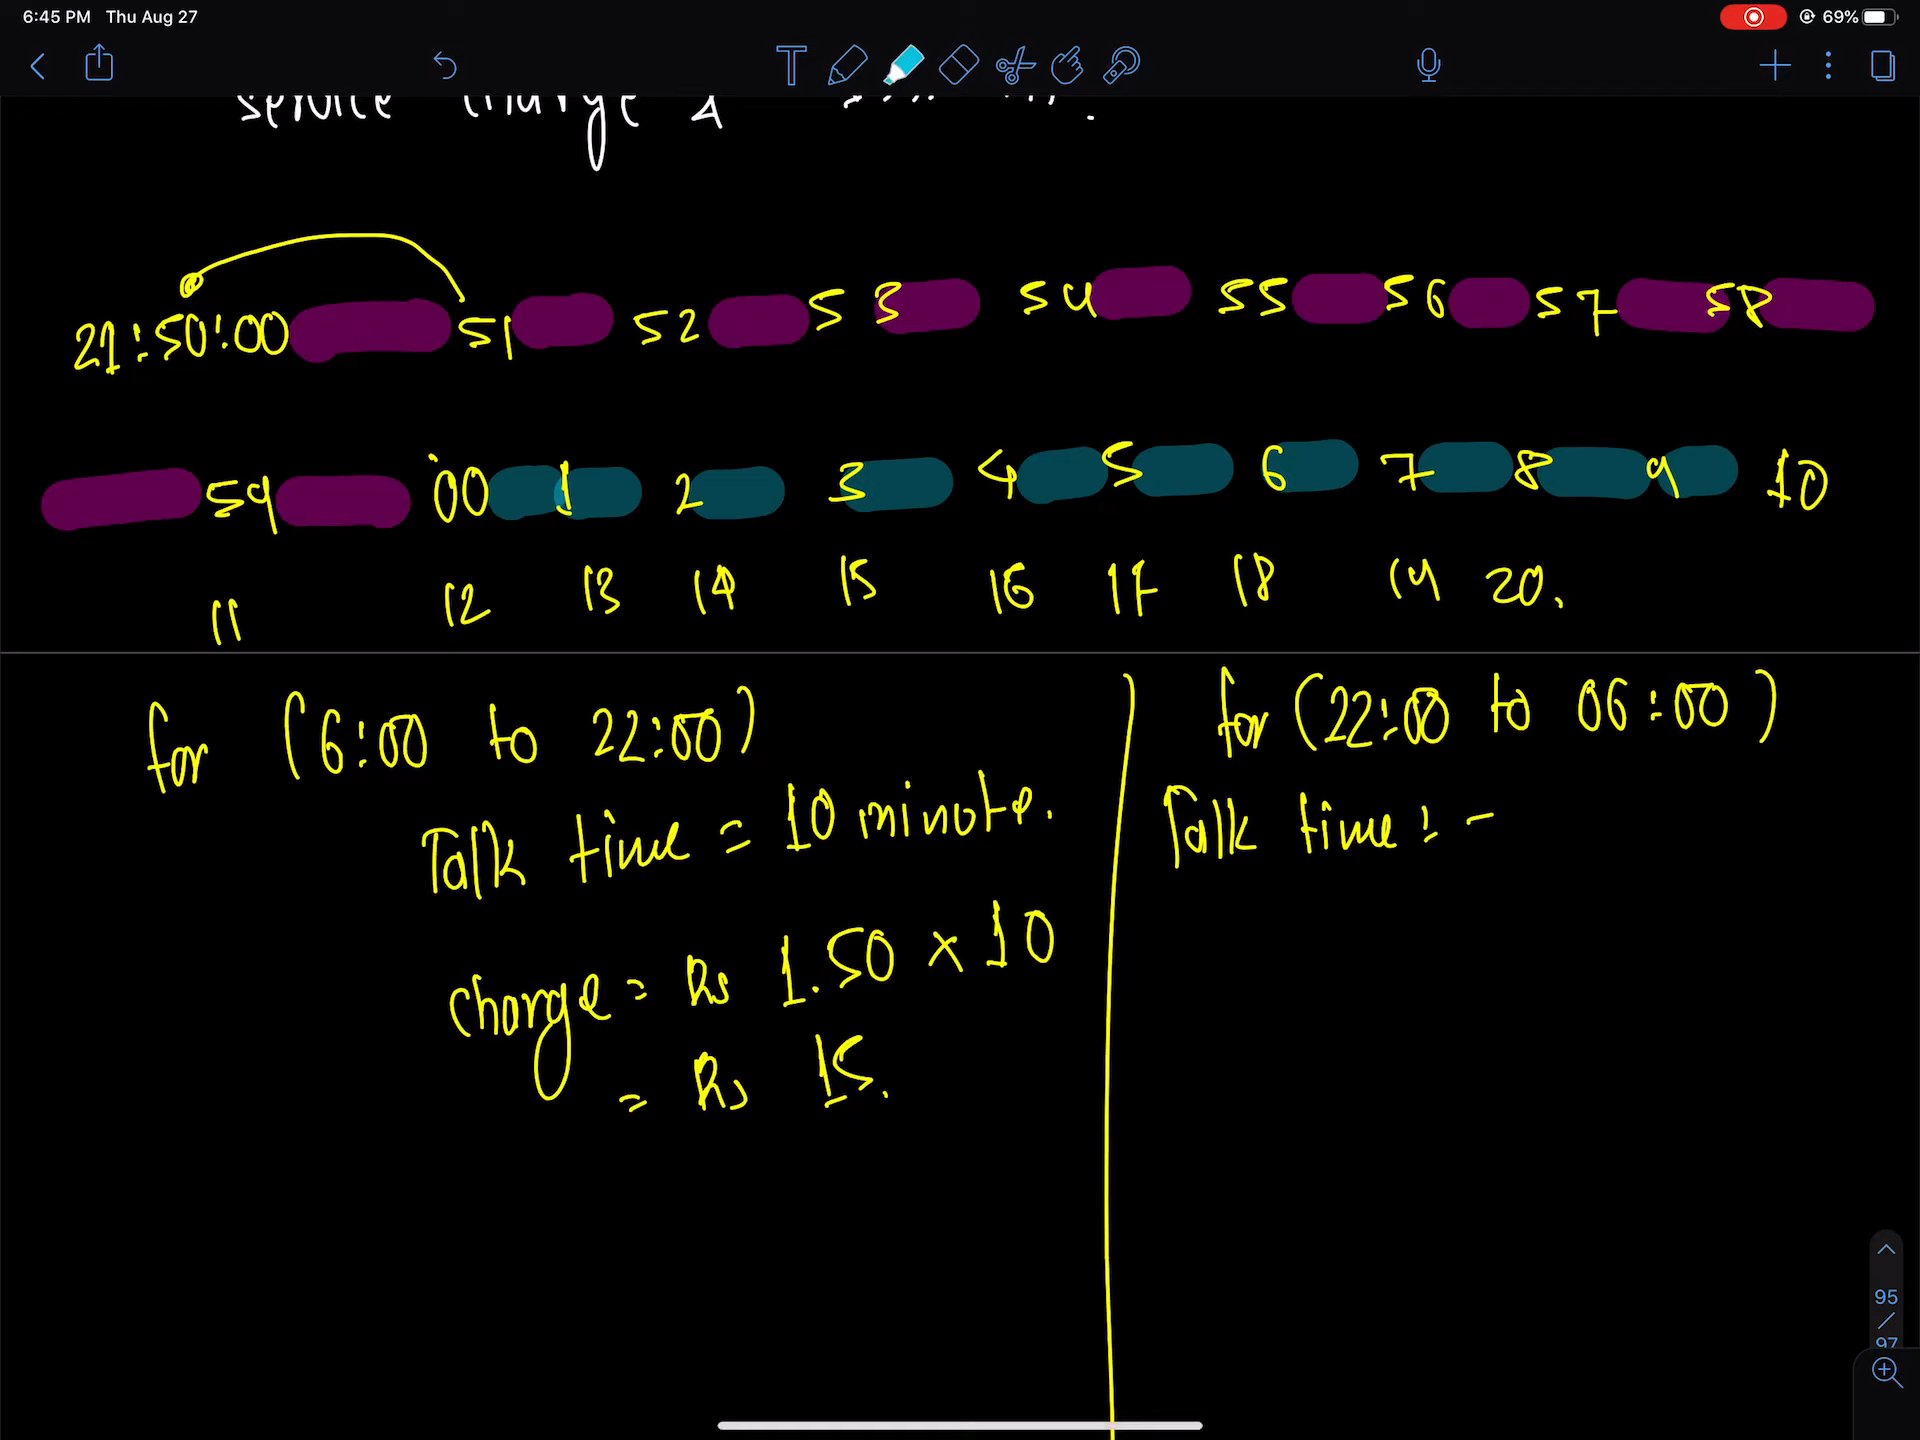 6:45 PM Thu Aug 27
69%
T
service charge &
21:50:00 51 52 53 54 55 56 57 58
59 00 1 2 3 4 5 6 7 8 9 10
11 12 13 14 15 16 17 18 19 20.
for (6:00 to 22:00)
Talk time = 10 minute.
charge = Rs 1.50 × 10
= Rs 15.
for (22:00 to 06:00)
Talk time : -
95
/
97